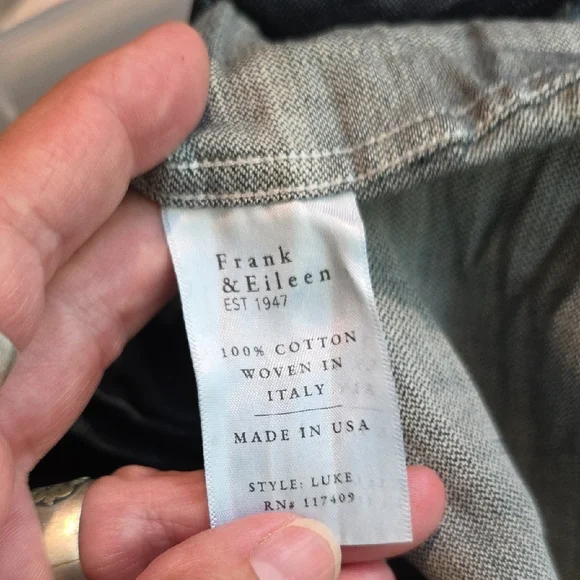 Frank
&Eileen
EST 1947
100% COTTON
WOVEN IN
ITALY
MADE IN USA
STYLE: LUKE
RN# 117409